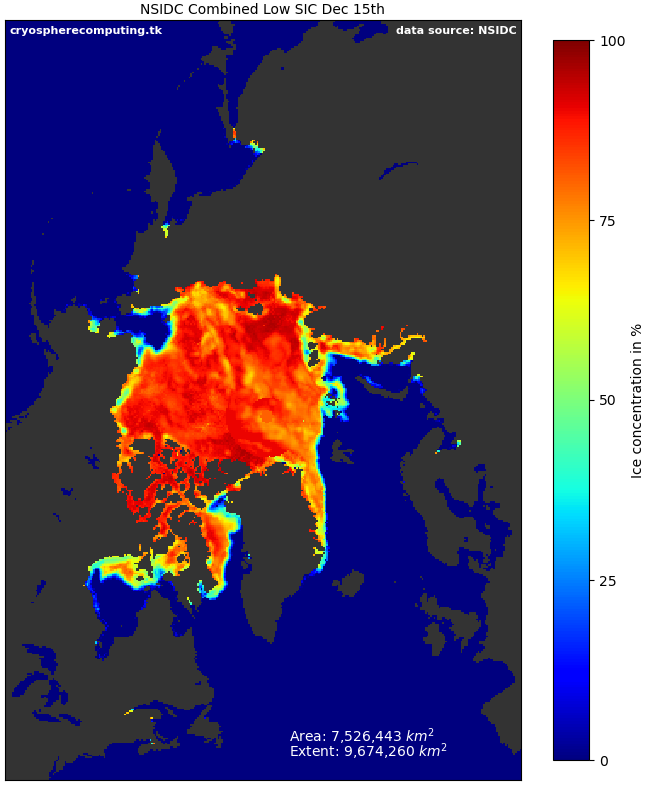 NSIDC Combined Low SIC Dec 15th
cryospherecomputing.tk
data source: NSIDC
100
75
50
25
0
Ice concentration in %
Area: 7,526,443 km²
Extent: 9,674,260 km²